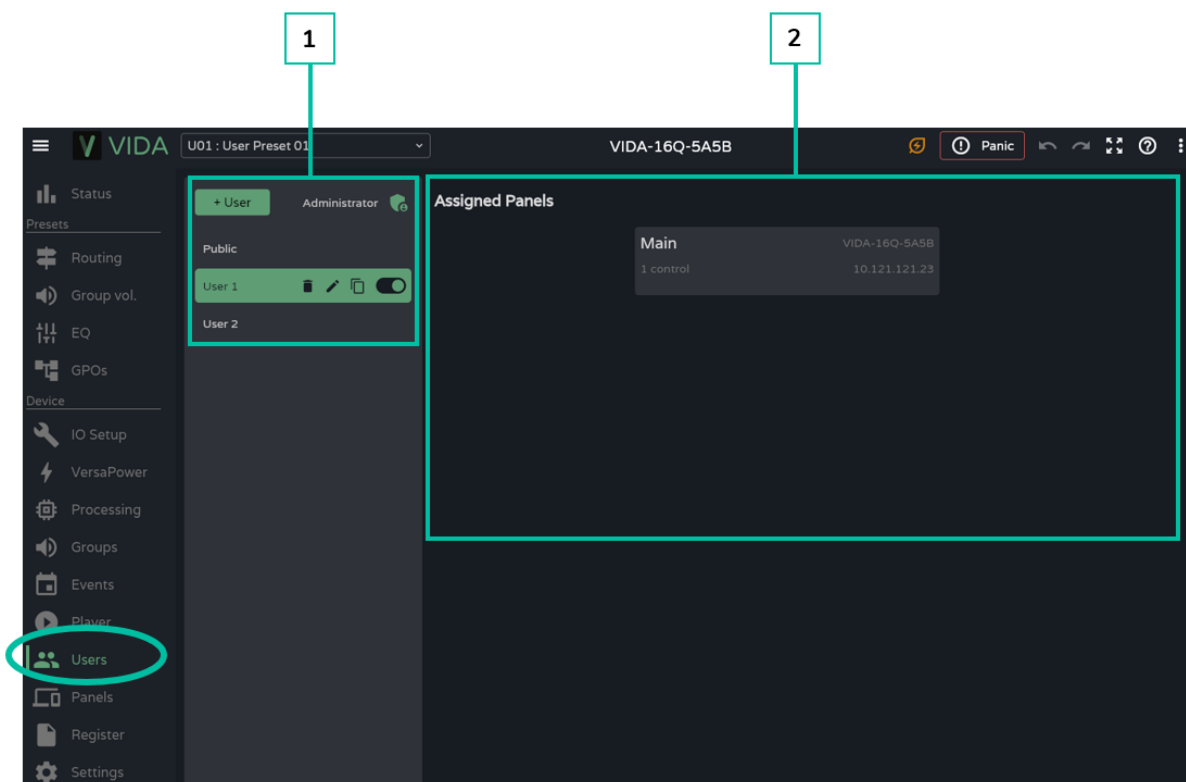 1
2
VIDA
U01 : User Preset 01
VIDA-16Q-5A5B
Panic
Status
Presets
Routing
Group vol.
EQ
GPOs
Device
IO Setup
VersaPower
Processing
Groups
Events
Player
Users
Panels
Register
Settings
+ User
Administrator
Public
User 1
User 2
Assigned Panels
Main
VIDA-16Q-5A5B
1 control
10.121.121.23